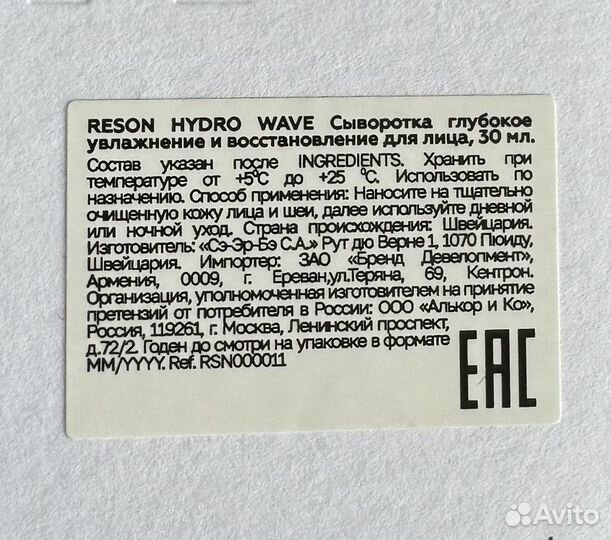 RESON HYDRO WAVE Сыворотка глубокое
увлажнение и восстановление для лица, 30 мл.
Состав указан после INGREDIENTS. Хранить при
температуре от +5°C до +25 °C. Использовать по
назначению. Способ применения: Наносите на тщательно
очищенную кожу лица и шеи, далее используйте дневной
или ночной уход. Страна происхождения: Швейцария.
Изготовитель: «Сэ-Эр-Бэ С.А.» Рут дю Верне 1, 1070 Пюиду,
Швейцария. Импортер: ЗАО «Бренд Девелопмент»,
Армения, 0009, г. Ереван,ул.Теряна, 69, Кентрон.
Организация, уполномоченная изготовителем на принятие
претензий от потребителя в России: ООО «Алькор и Ко»,
Россия, 119261, г. Москва, Ленинский проспект,
д.72/2. Годен до смотри на упаковке в формате
MM/YYYY. Ref. RSN000011
EAC
Avito